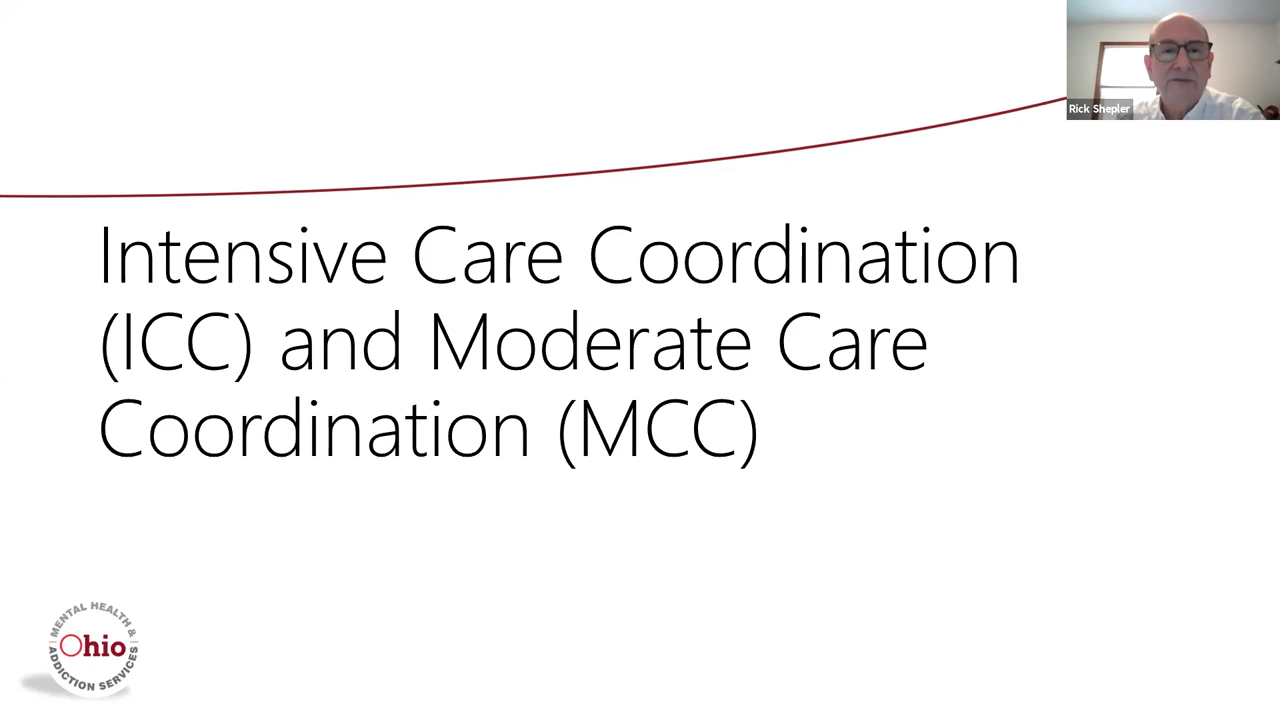 Rick Shepler
Intensive Care Coordination
(ICC) and Moderate Care
Coordination (MCC)
MENTAL HEALTH &
Ohio
ADDICTION SERVICES